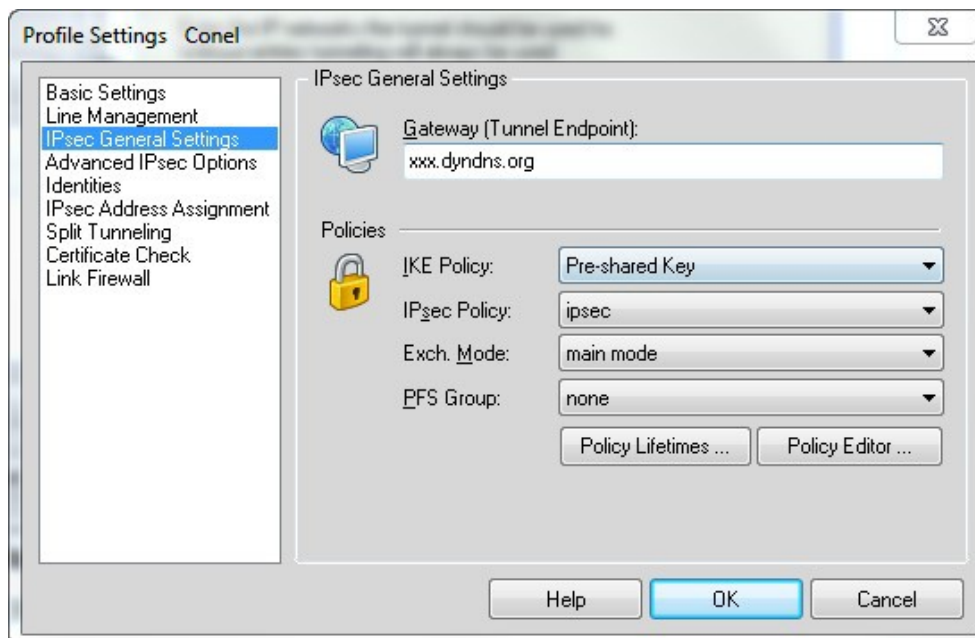 Profile Settings Conel
Basic Settings
Line Management
IPsec General Settings
Advanced IPsec Options
Identities
IPsec Address Assignment
Split Tunneling
Certificate Check
Link Firewall
IPsec General Settings
Gateway (Tunnel Endpoint):
xxx.dyndns.org
Policies
IKE Policy: Pre-shared Key
IPsec Policy: ipsec
Exch. Mode: main mode
PFS Group: none
Policy Lifetimes ... Policy Editor ...
Help OK Cancel